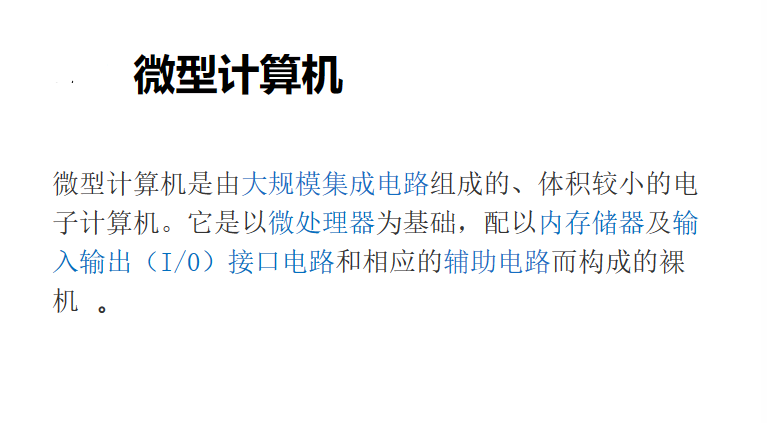 微型计算机
微型计算机是由大规模集成电路组成的、体积较小的电
子计算机。它是以微处理器为基础，配以内存储器及输
入输出（I/O）接口电路和相应的辅助电路而构成的裸
机 。